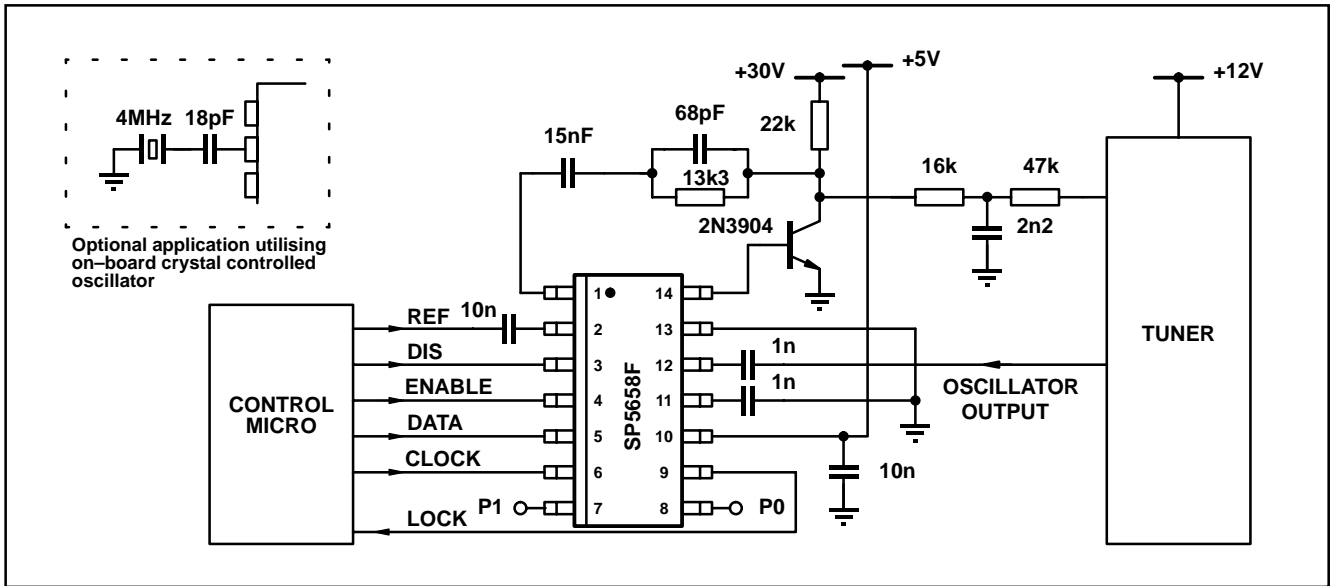 4MHz
18pF
Optional application utilising
on–board crystal controlled
oscillator
+30V
+5V
+12V
15nF
68pF
13k3
22k
16k
47k
2N3904
2n2
CONTROL
MICRO
REF
10n
DIS
ENABLE
DATA
CLOCK
P1
LOCK
SP5658F
1
2
3
4
5
6
7
14
13
12
11
10
9
8
1n
1n
P0
10n
OSCILLATOR
OUTPUT
TUNER